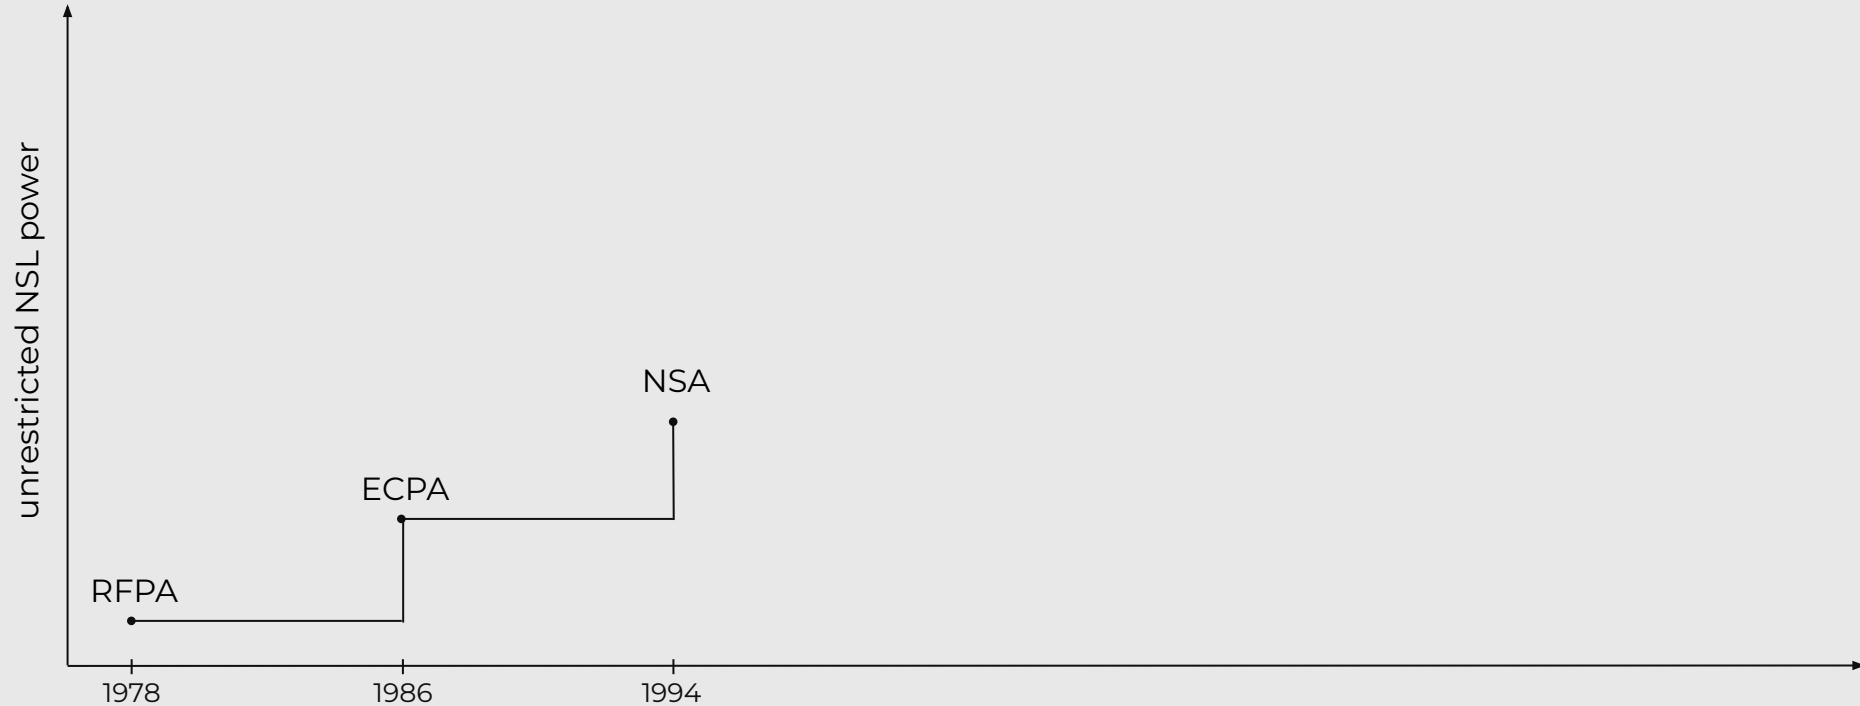 unrestricted NSL power
NSA
ECPA
RFPA
1978
1986
1994